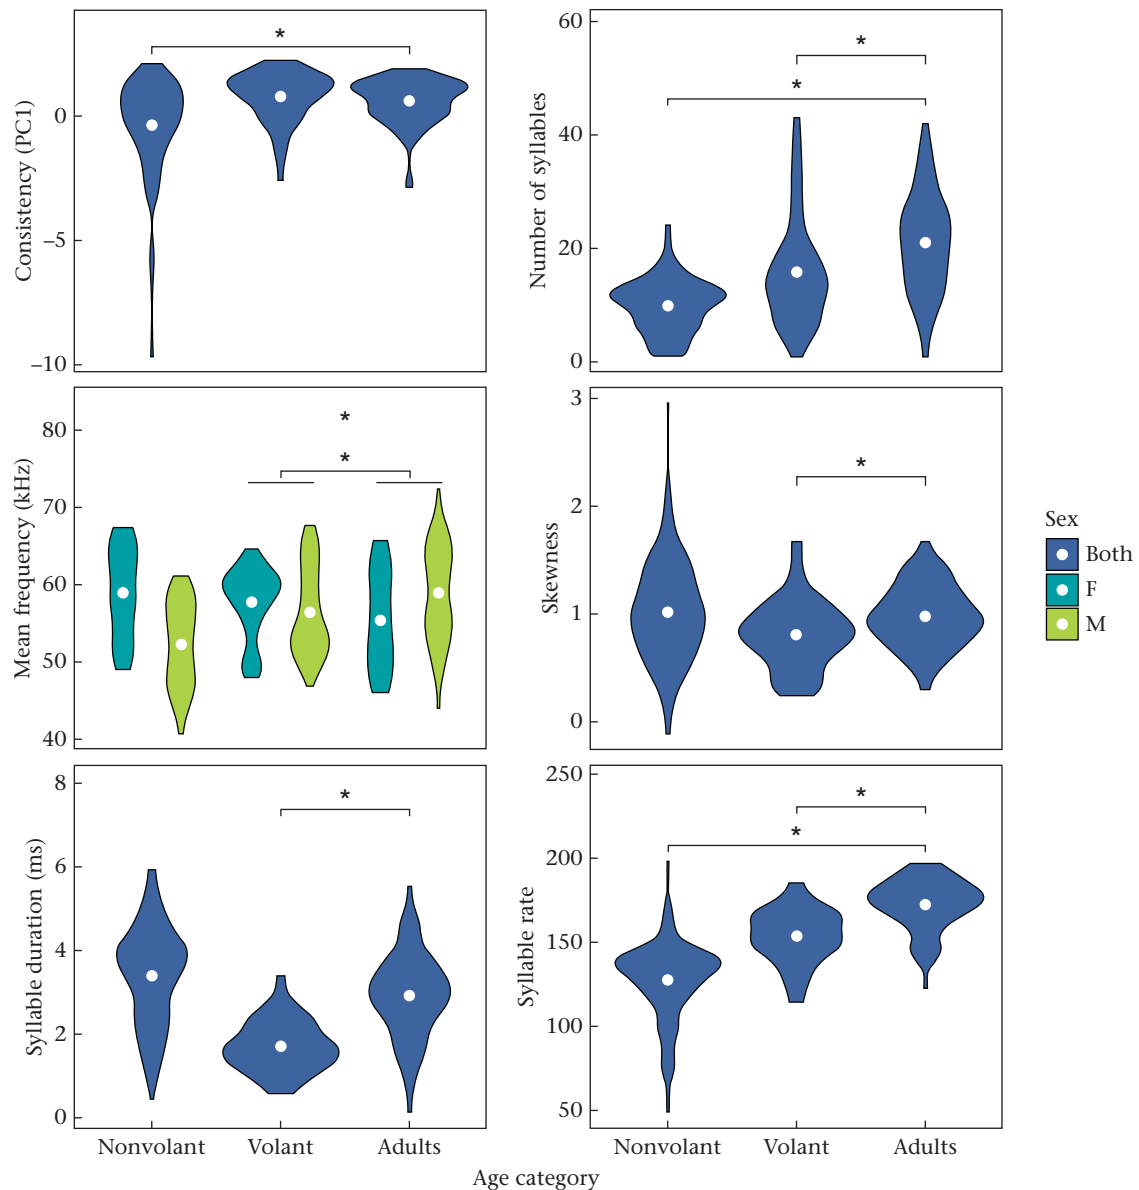 Consistency (PC1)
0
–5
–10
*
Number of syllables
60
40
20
0
*
*
Mean frequency (kHz)
80
70
60
50
40
*
*
Skewness
3
2
1
0
*
Sex
Both
F
M
Syllable duration (ms)
8
6
4
2
0
*
Nonvolant Volant Adults
Syllable rate
250
200
150
100
50
*
*
Nonvolant Volant Adults
Age category